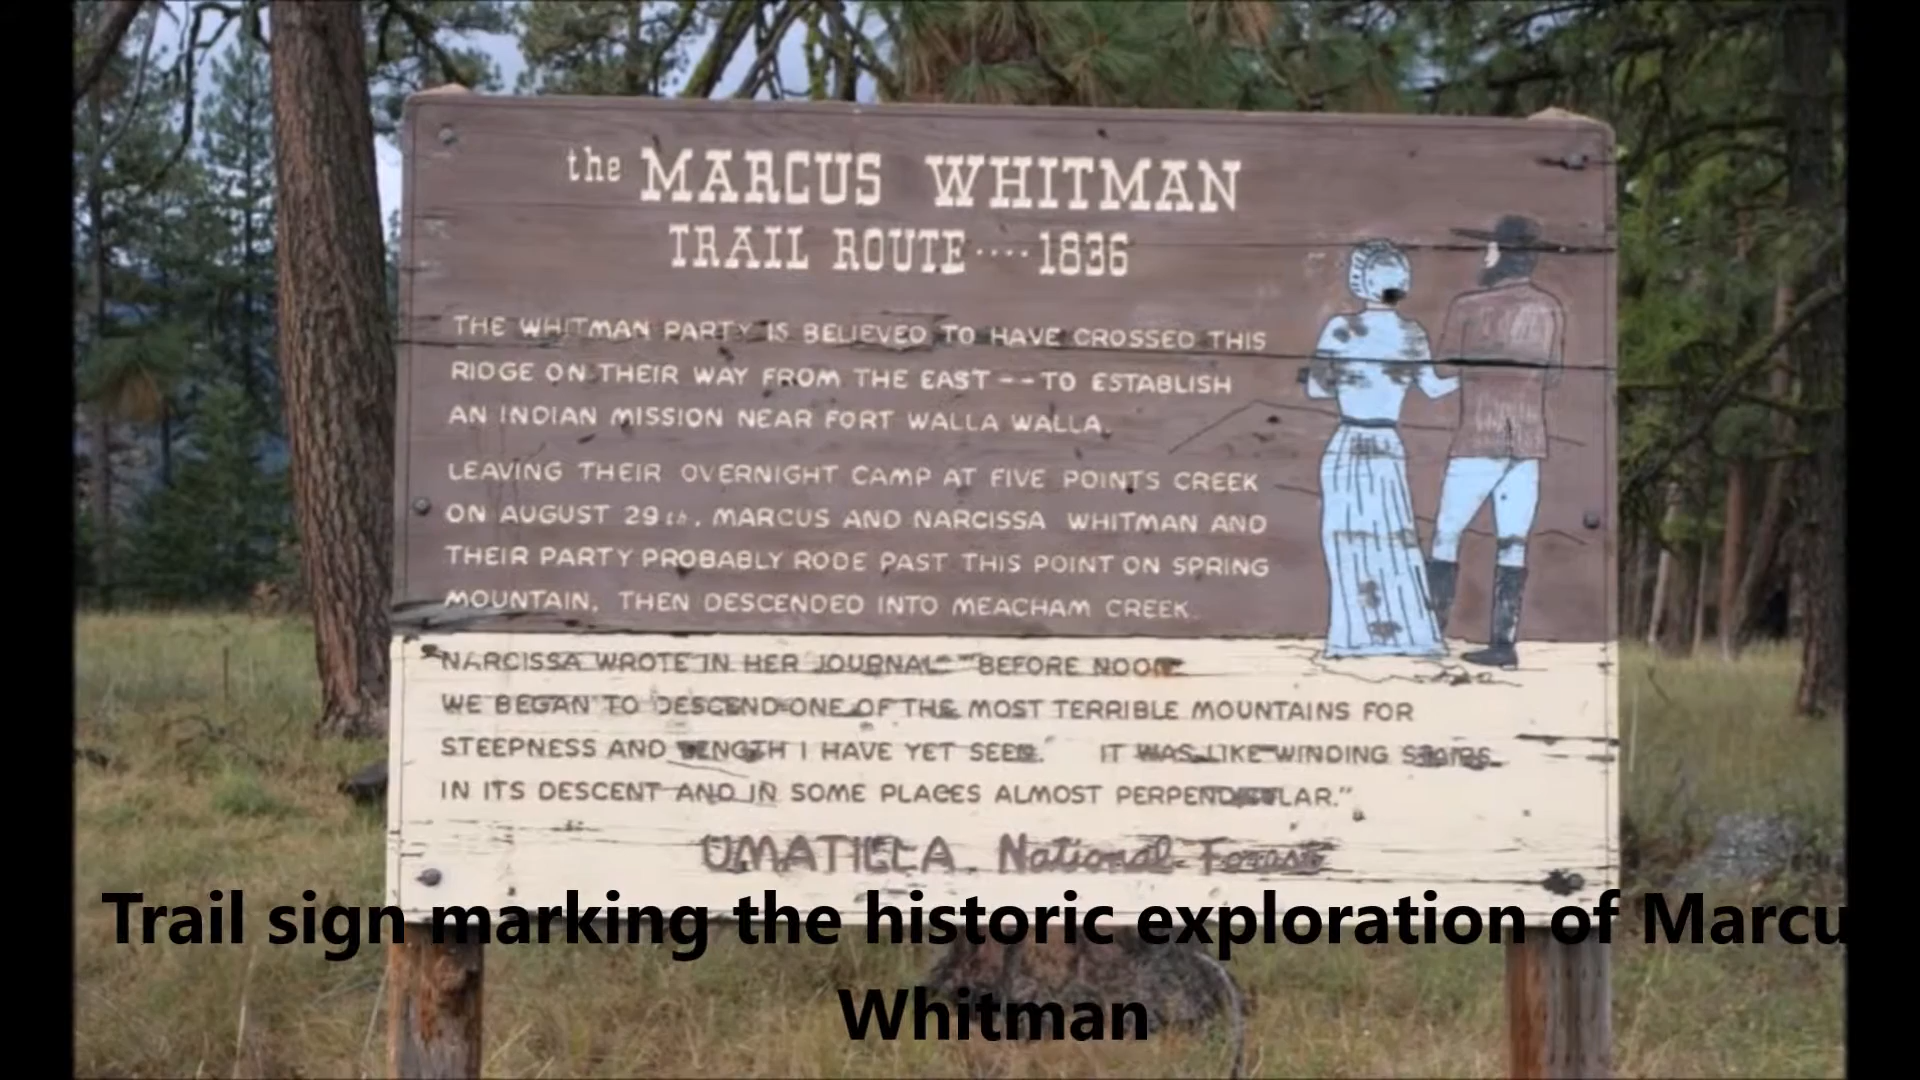 the MARCUS WHITMAN
TRAIL ROUTE····1836
THE WHITMAN PARTY IS BELIEVED TO HAVE CROSSED THIS
RIDGE ON THEIR WAY FROM THE EAST--TO ESTABLISH
AN INDIAN MISSION NEAR FORT WALLA WALLA.
LEAVING THEIR OVERNIGHT CAMP AT FIVE POINTS CREEK
ON AUGUST 29th, MARCUS AND NARCISSA WHITMAN AND
THEIR PARTY PROBABLY RODE PAST THIS POINT ON SPRING
MOUNTAIN, THEN DESCENDED INTO MEACHAM CREEK.
NARCISSA WROTE IN HER JOURNAL "BEFORE NOON
WE BEGAN TO DESCEND ONE OF THE MOST TERRIBLE MOUNTAINS FOR
STEEPNESS AND LENGTH I HAVE YET SEEN. IT WAS LIKE WINDING STAIRS
IN ITS DESCENT AND IN SOME PLACES ALMOST PERPENDICULAR."
UMATILLA National Forest
Trail sign marking the historic exploration of Marcu
Whitman